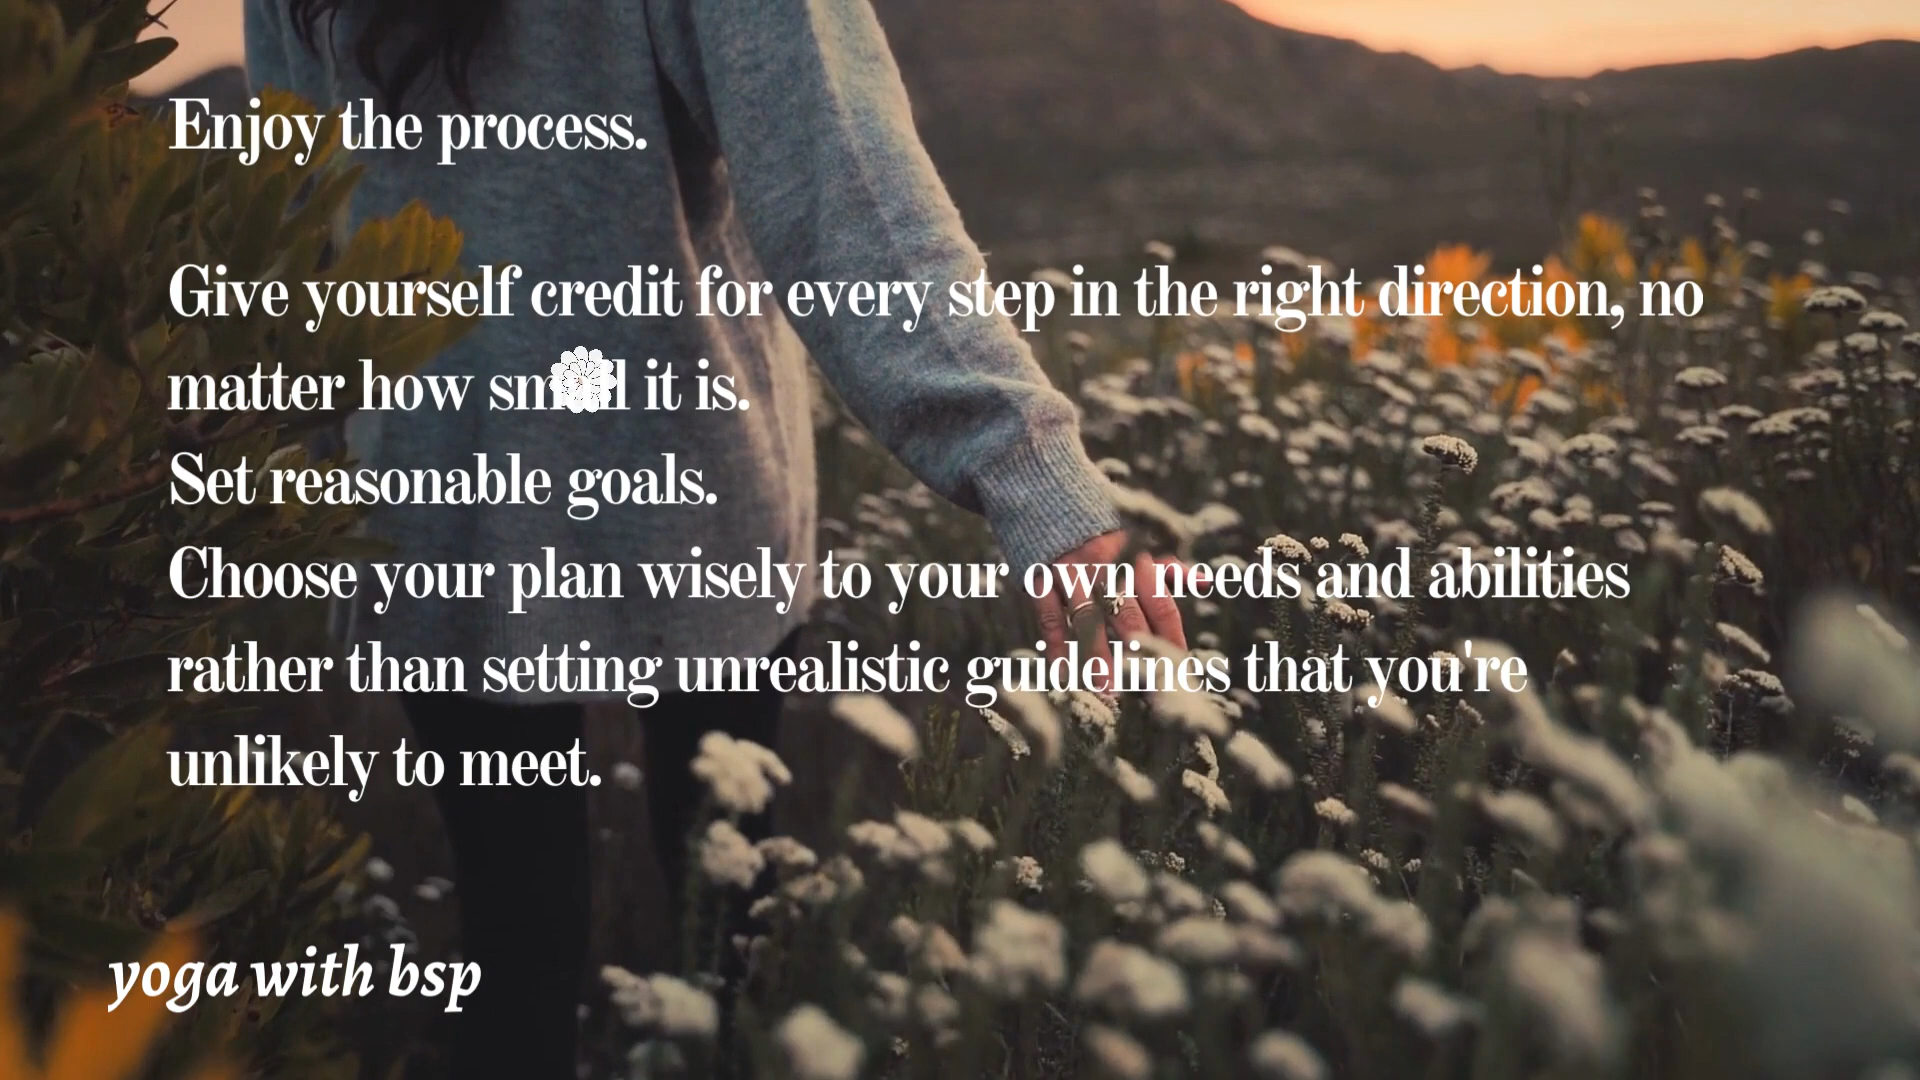 Enjoy the process.
Give yourself credit for every step in the right direction, no
matter how small it is.
Set reasonable goals.
Choose your plan wisely to your own needs and abilities
rather than setting unrealistic guidelines that you're
unlikely to meet.
yoga with bsp